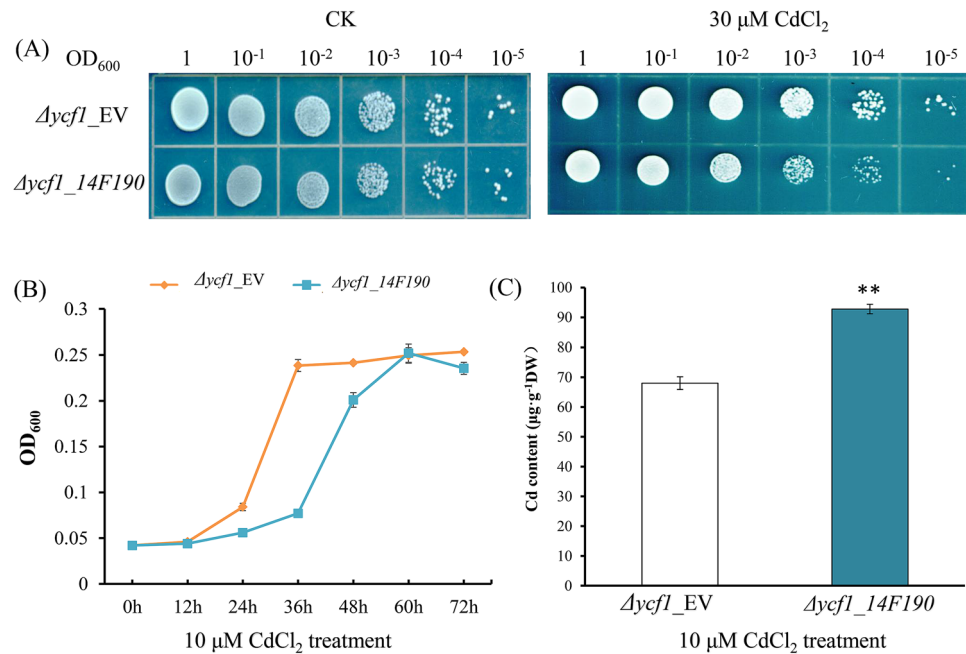 CK
30 μM CdCl₂
(A)
OD₆₀₀ 1 10⁻¹ 10⁻² 10⁻³ 10⁻⁴ 10⁻⁵ 1 10⁻¹ 10⁻² 10⁻³ 10⁻⁴ 10⁻⁵
Δycf1_EV
Δycf1_14F190
(B)
Δycf1_EV Δycf1_14F190
OD₆₀₀
0.3
0.25
0.2
0.15
0.1
0.05
0
0h 12h 24h 36h 48h 60h 72h
10 μM CdCl₂ treatment
(C)
Cd content (μg·g⁻¹DW)
100
90
80
70
60
50
40
30
20
10
0
**
Δycf1_EV Δycf1_14F190
10 μM CdCl₂ treatment